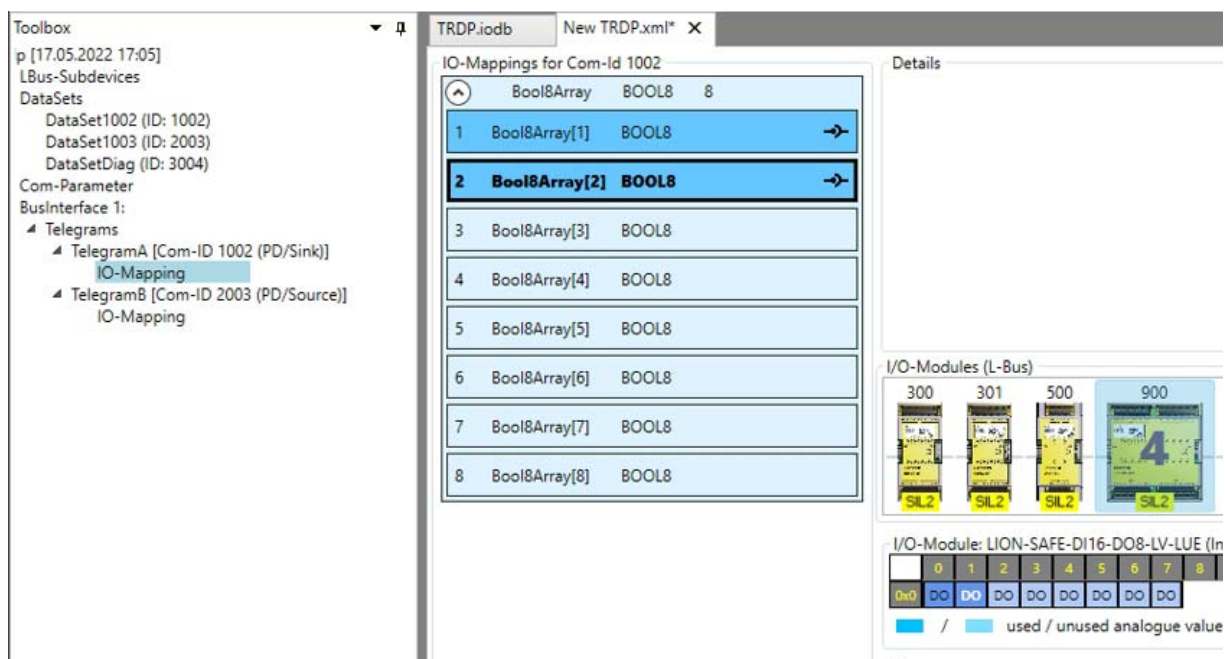 Toolbox
p [17.05.2022 17:05]
LBus-Subdevices
DataSets
DataSet1002 (ID: 1002)
DataSet1003 (ID: 2003)
DataSetDiag (ID: 3004)
Com-Parameter
BusInterface 1:
Telegrams
TelegramA [Com-ID 1002 (PD/Sink)]
IO-Mapping
TelegramB [Com-ID 2003 (PD/Source)]
IO-Mapping
TRDP.iodb New TRDP.xml* X
IO-Mappings for Com-Id 1002
Bool8Array BOOL8 8
1 Bool8Array[1] BOOL8
2 Bool8Array[2] BOOL8
3 Bool8Array[3] BOOL8
4 Bool8Array[4] BOOL8
5 Bool8Array[5] BOOL8
6 Bool8Array[6] BOOL8
7 Bool8Array[7] BOOL8
8 Bool8Array[8] BOOL8
Details
I/O-Modules (L-Bus)
300 301 500 900
4
SIL2 SIL2 SIL2 SIL2
I/O-Module: LION-SAFE-DI16-DO8-LV-LUE (In
0 1 2 3 4 5 6 7 8
0x0 DO DO DO DO DO DO DO DO
/ used / unused analogue value